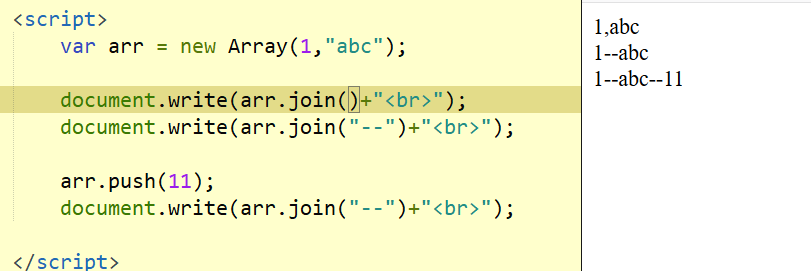 <script>
var arr = new Array(1,"abc");
document.write(arr.join()+"<br>");
document.write(arr.join("--")+"<br>");
arr.push(11);
document.write(arr.join("--")+"<br>");
</script>
1,abc
1--abc
1--abc--11